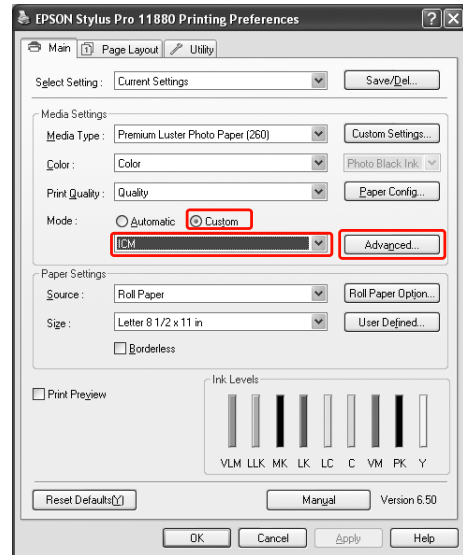 EPSON Stylus Pro 11880 Printing Preferences
Main Page Layout Utility
Select Setting : Current Settings Save/Del...
Media Settings
Media Type : Premium Luster Photo Paper (260) Custom Settings...
Color : Color Photo Black Ink
Print Quality : Quality Paper Config...
Mode : Automatic Custom
ICM Advanced...
Paper Settings
Source : Roll Paper Roll Paper Option...
Size : Letter 8 1/2 x 11 in User Defined...
Borderless
Print Preview
Ink Levels
VLM LLK MK LK LC C VM PK Y
Reset Defaults(Y) Manual Version 6.50
OK Cancel Apply Help